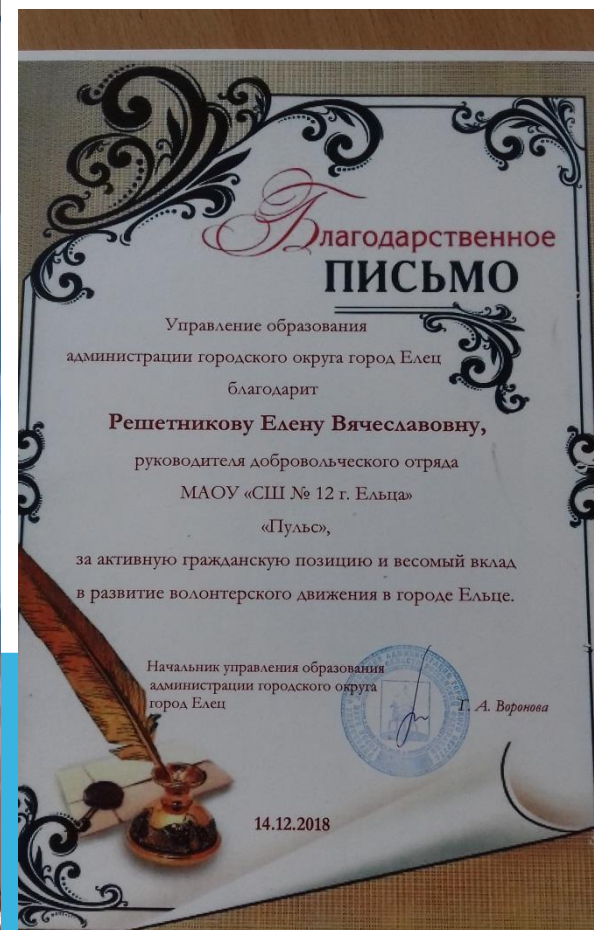 Благодарственное
ПИСЬМО
Управление образования
администрации городского округа город Елец
благодарит
Решетникову Елену Вячеславовну,
руководителя добровольческого отряда
МАОУ «СШ № 12 г. Ельца»
«Пульс»,
за активную гражданскую позицию и весомый вклад
в развитие волонтерского движения в городе Ельце.
Начальник управления образования
администрации городского округа
город Елец
Г. А. Воронова
14.12.2018